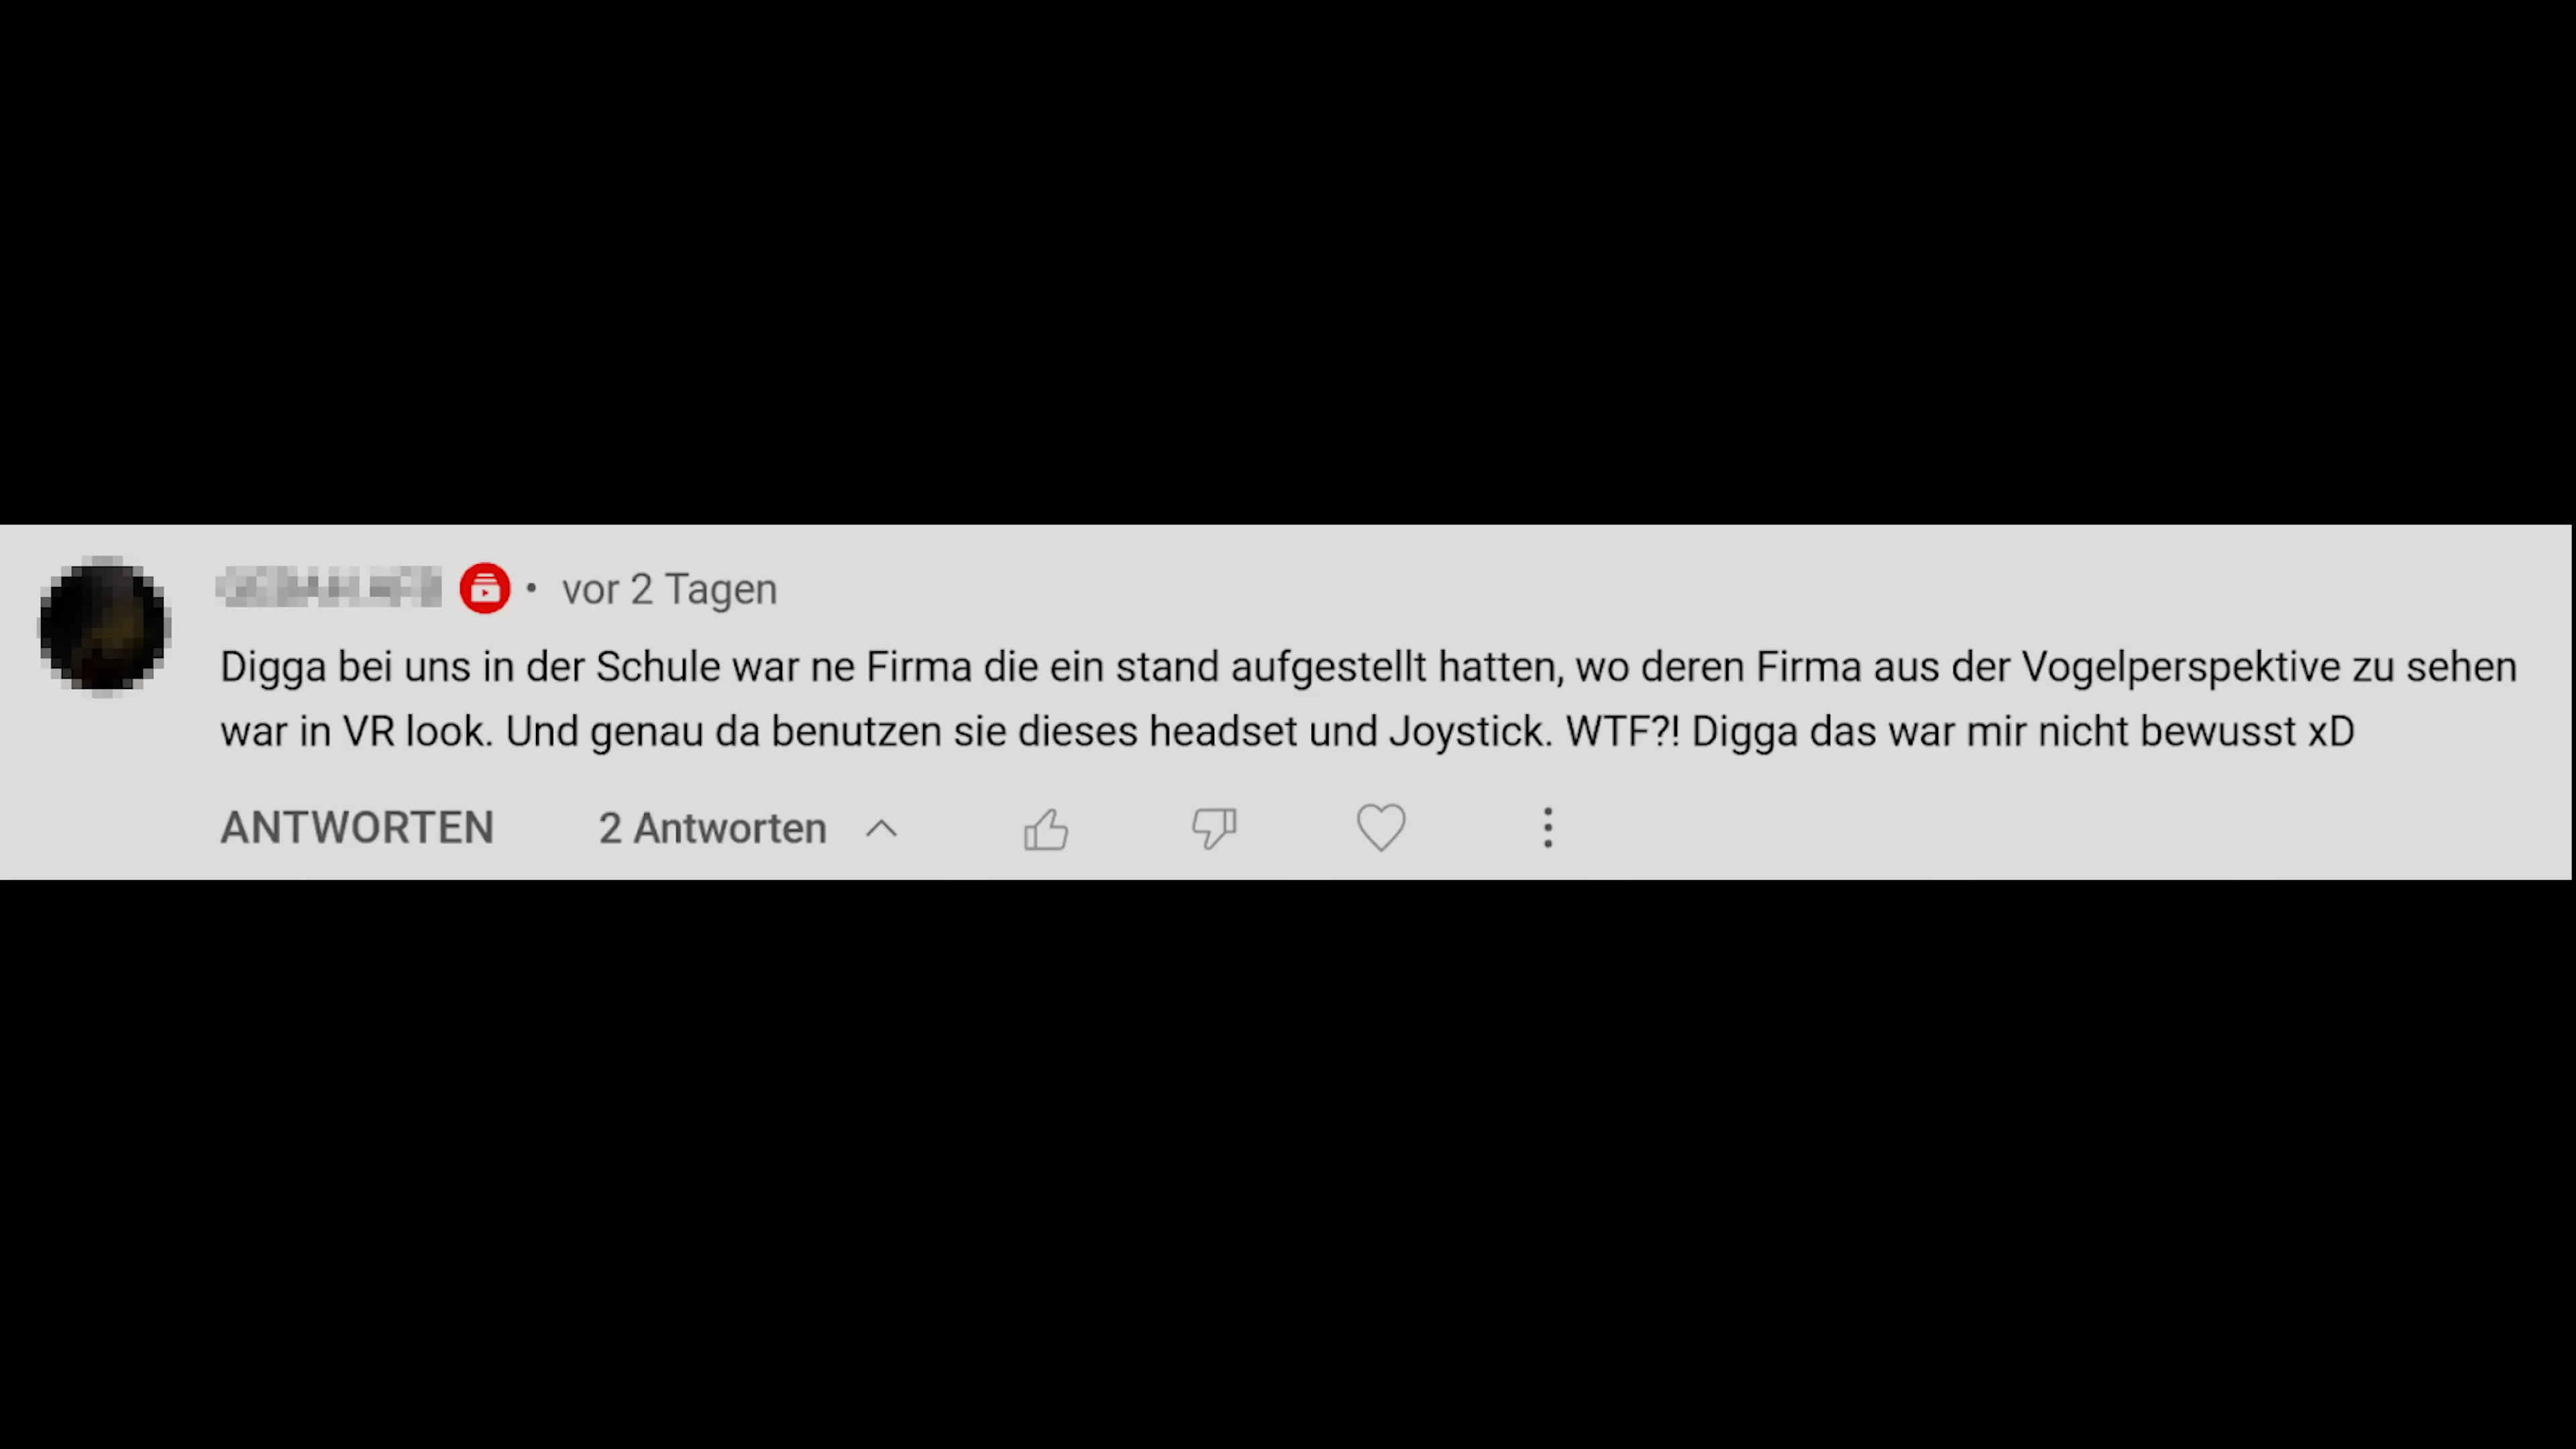 • vor 2 Tagen
Digga bei uns in der Schule war ne Firma die ein stand aufgestellt hatten, wo deren Firma aus der Vogelperspektive zu sehen
war in VR look. Und genau da benutzen sie dieses headset und Joystick. WTF?! Digga das war mir nicht bewusst xD
ANTWORTEN 2 Antworten